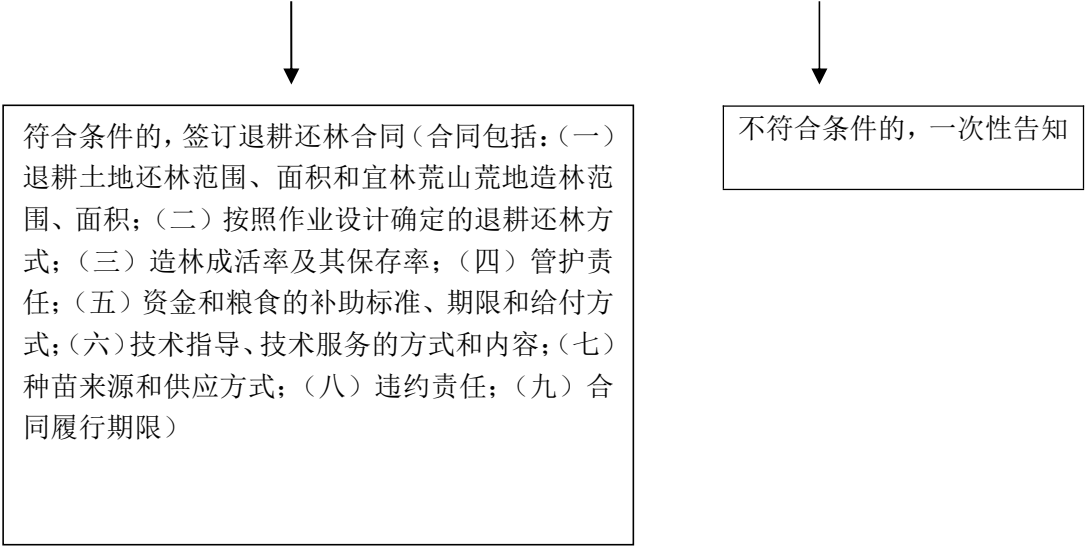 符合条件的，签订退耕还林合同（合同包括：（一）
退耕土地还林范围、面积和宜林荒山荒地造林范
围、面积；（二）按照作业设计确定的退耕还林方
式；（三）造林成活率及其保存率；（四）管护责
任；（五）资金和粮食的补助标准、期限和给付方
式；（六）技术指导、技术服务的方式和内容；（七）
种苗来源和供应方式；（八）违约责任；（九）合
同履行期限）
不符合条件的，一次性告知